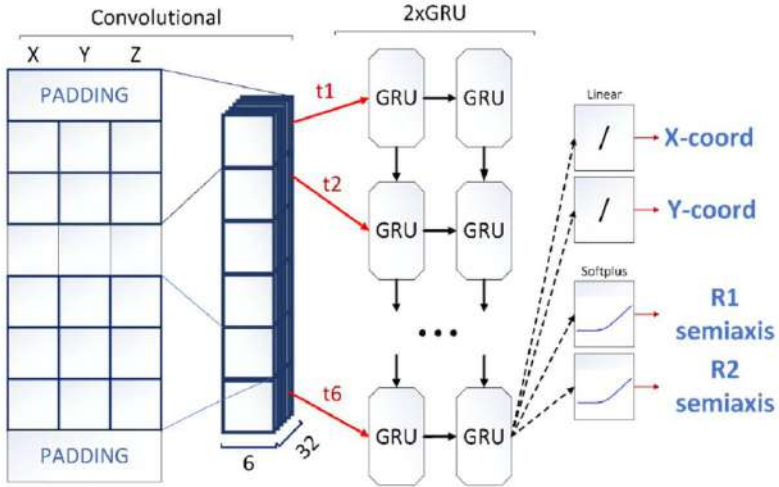 Convolutional
2xGRU
X Y Z
PADDING
t1
GRU GRU
Linear
X-coord
t2
GRU GRU
Y-coord
Softplus
R1
semiaxis
...
t6
R2
semiaxis
GRU GRU
PADDING
6
32